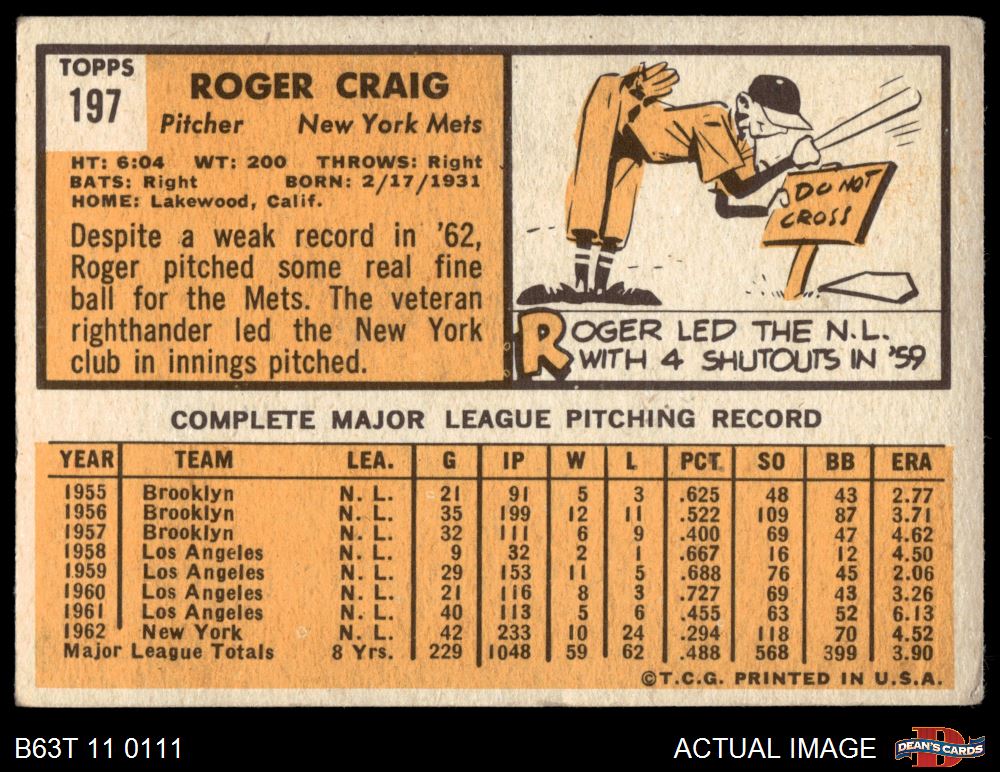 TOPPS
197
ROGER CRAIG
Pitcher New York Mets
HT: 6:04 WT: 200 THROWS: Right
BATS: Right BORN: 2/17/1931
HOME: Lakewood, Calif.
Despite a weak record in '62,
Roger pitched some real fine
ball for the Mets. The veteran
righthander led the New York
club in innings pitched.
DO NOT
CROSS
ROGER LED THE N.L.
WITH 4 SHUTOUTS IN '59
COMPLETE MAJOR LEAGUE PITCHING RECORD
YEAR TEAM LEA. G IP W L PCT. SO BB ERA
1955 Brooklyn N. L. 21 91 5 3 .625 48 43 2.77
1956 Brooklyn N. L. 35 199 12 11 .522 109 87 3.71
1957 Brooklyn N. L. 32 111 6 9 .400 69 47 4.62
1958 Los Angeles N. L. 9 32 2 1 .667 16 12 4.50
1959 Los Angeles N. L. 29 153 11 5 .688 76 45 2.06
1960 Los Angeles N. L. 21 116 8 3 .727 69 43 3.26
1961 Los Angeles N. L. 40 113 5 6 .455 63 52 6.13
1962 New York N. L. 42 233 10 24 .294 118 70 4.52
Major League Totals 8 Yrs. 229 1048 59 62 .488 568 399 3.90
©T.C.G. PRINTED IN U.S.A.
B63T 11 0111 ACTUAL IMAGE D DEAN'S CARDS